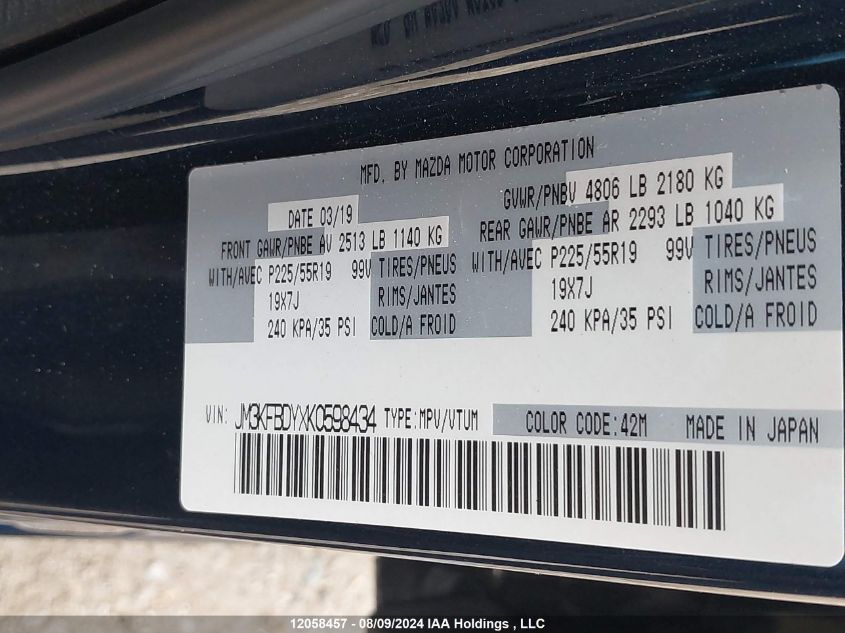 MFD. BY MAZDA MOTOR CORPORATION
DATE 03/19 GVWR/PNBV 4806 LB 2180 KG
FRONT GAWR/PNBE AV 2513 LB 1140 KG REAR GAWR/PNBE AR 2293 LB 1040 KG
WITH/AVEC P225/55R19 99V TIRES/PNEUS WITH/AVEC P225/55R19 99V TIRES/PNEUS
19X7J RIMS/JANTES 19X7J RIMS/JANTES
240 KPA/35 PSI COLD/A FROID 240 KPA/35 PSI COLD/A FROID
VIN: JM3KFBDYXK0598434 TYPE:MPV/VTUM COLOR CODE:42M MADE IN JAPAN
12058457 - 08/09/2024 IAA Holdings , LLC